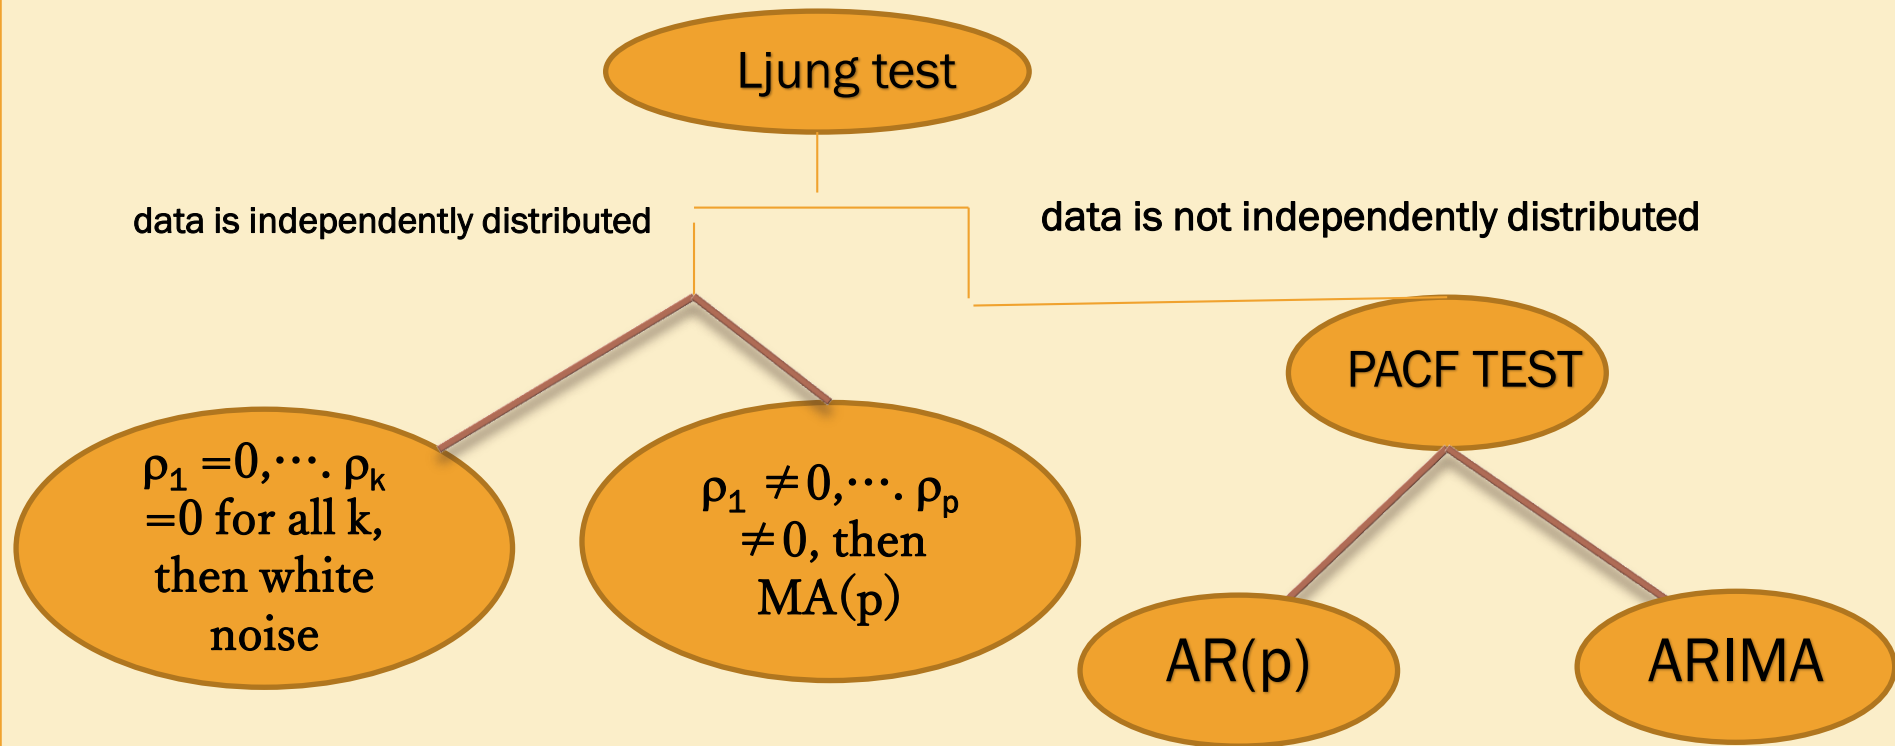 Ljung test
data is independently distributed
data is not independently distributed
PACF TEST
ρ₁ =0,…. ρₖ
=0 for all k,
then white
noise
ρ₁ ≠0,…. ρₚ
≠0, then
MA(p)
AR(p)
ARIMA